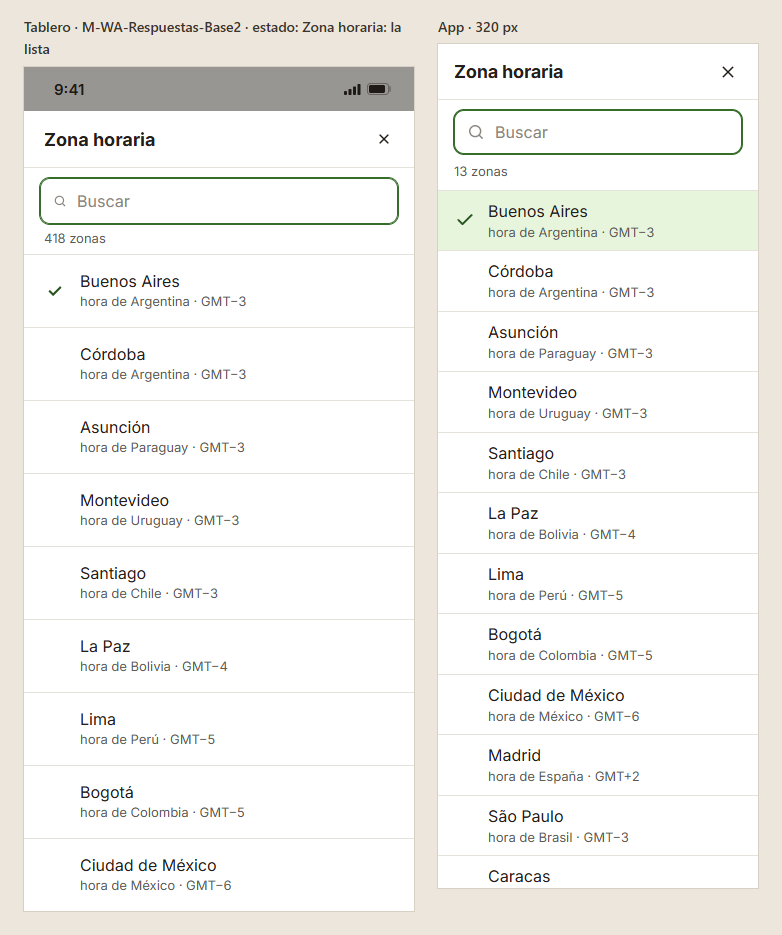 Tablero · M-WA-Respuestas-Base2 · estado: Zona horaria: la
lista
9:41
Zona horaria
Buscar
418 zonas
Buenos Aires
hora de Argentina · GMT−3
Córdoba
hora de Argentina · GMT−3
Asunción
hora de Paraguay · GMT−3
Montevideo
hora de Uruguay · GMT−3
Santiago
hora de Chile · GMT−3
La Paz
hora de Bolivia · GMT−4
Lima
hora de Perú · GMT−5
Bogotá
hora de Colombia · GMT−5
Ciudad de México
hora de México · GMT−6
App · 320 px
Zona horaria
Buscar
13 zonas
Buenos Aires
hora de Argentina · GMT−3
Córdoba
hora de Argentina · GMT−3
Asunción
hora de Paraguay · GMT−3
Montevideo
hora de Uruguay · GMT−3
Santiago
hora de Chile · GMT−3
La Paz
hora de Bolivia · GMT−4
Lima
hora de Perú · GMT−5
Bogotá
hora de Colombia · GMT−5
Ciudad de México
hora de México · GMT−6
Madrid
hora de España · GMT+2
São Paulo
hora de Brasil · GMT−3
Caracas